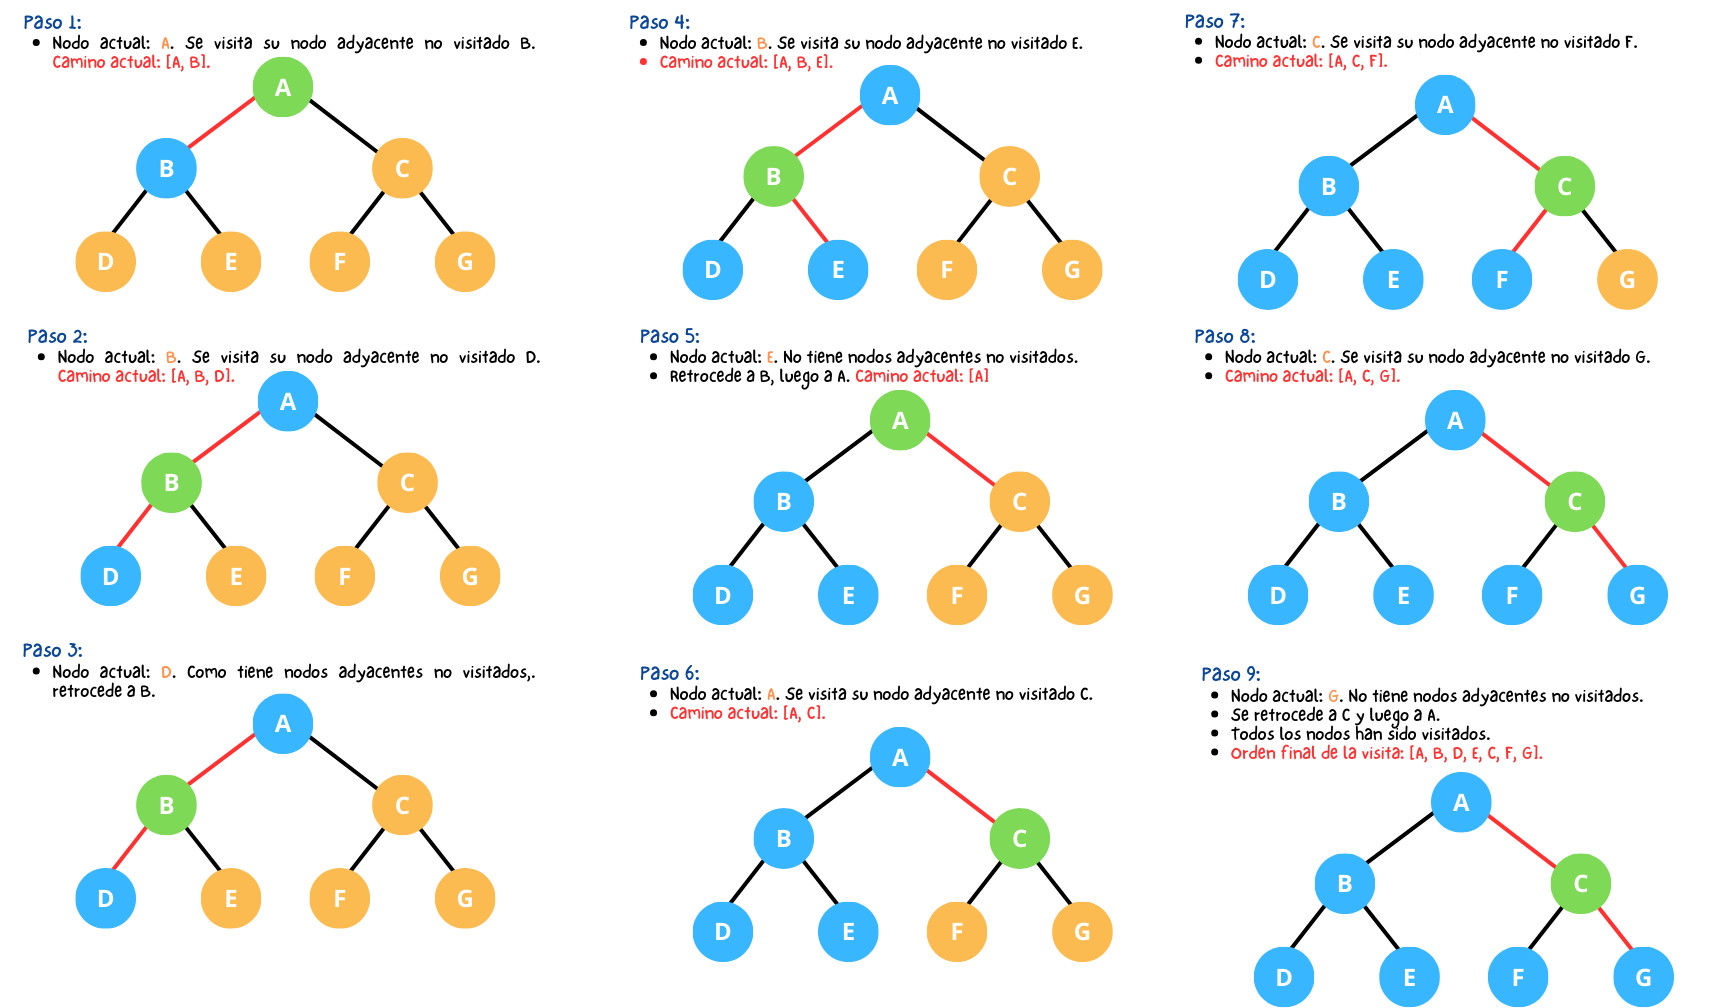 Paso 1:
Nodo actual: A. Se visita su nodo adyacente no visitado B.
Camino actual: [A, B].
A
B
C
D
E
F
G
Paso 2:
Nodo actual: B. Se visita su nodo adyacente no visitado D.
Camino actual: [A, B, D].
A
B
C
D
E
F
G
Paso 3:
Nodo actual: D. Como tiene nodos adyacentes no visitados,.
retrocede a B.
A
B
C
D
E
F
G
Paso 4:
Nodo actual: B. Se visita su nodo adyacente no visitado E.
Camino actual: [A, B, E].
A
B
C
D
E
F
G
Paso 5:
Nodo actual: E. No tiene nodos adyacentes no visitados.
Retrocede a B, luego a A. Camino actual: [A]
A
B
C
D
E
F
G
Paso 6:
Nodo actual: A. Se visita su nodo adyacente no visitado C.
Camino actual: [A, C].
A
B
C
D
E
F
G
Paso 7:
Nodo actual: C. Se visita su nodo adyacente no visitado F.
Camino actual: [A, C, F].
A
B
C
D
E
F
G
Paso 8:
Nodo actual: C. Se visita su nodo adyacente no visitado G.
Camino actual: [A, C, G].
A
B
C
D
E
F
G
Paso 9:
Nodo actual: G. No tiene nodos adyacentes no visitados.
Se retrocede a C y luego a A.
Todos los nodos han sido visitados.
Orden final de la visita: [A, B, D, E, C, F, G].
A
B
C
D
E
F
G